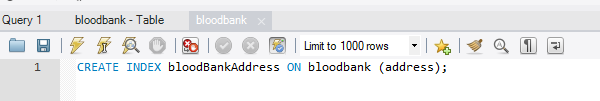 Query 1 bloodbank - Table bloodbank
Limit to 1000 rows
1 CREATE INDEX bloodBankAddress ON bloodbank (address);